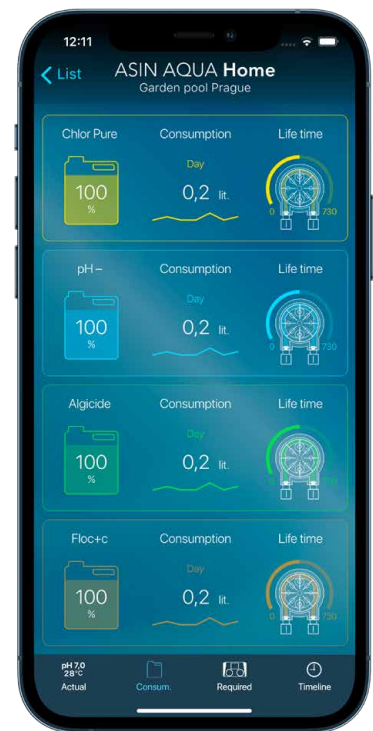 12:11
List
ASIN AQUA Home
Garden pool Prague
Chlor Pure Consumption Life time
Day
100 % 0,2 lit.
0 730
pH – Consumption Life time
Day
100 % 0,2 lit.
0 730
Algicide Consumption Life time
Day
100 % 0,2 lit.
0 730
Floc+c Consumption Life time
Day
100 % 0,2 lit.
0 730
pH 7,0
28°C
Actual Consum. Required Timeline